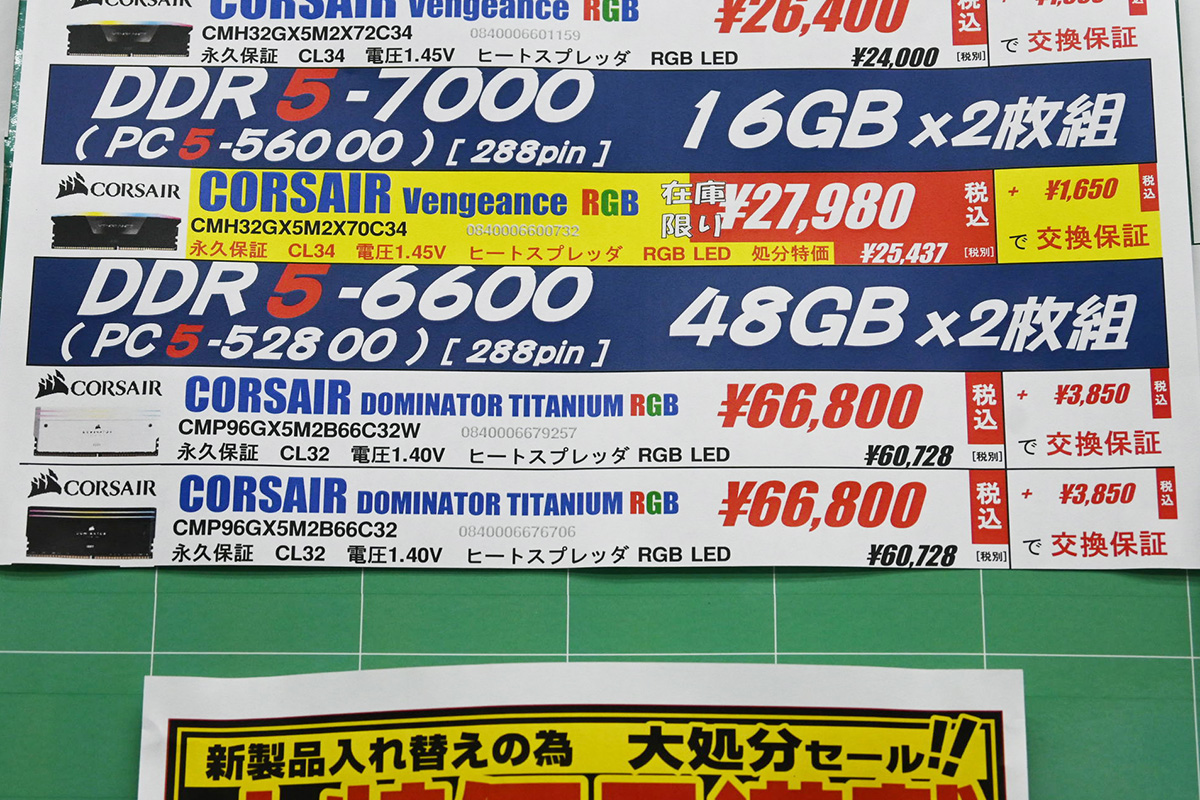 CORSAIR CORSAIR Vengeance RGB ¥26,400 税込
CMH32GX5M2X72C34 0840006601159 で 交換保証
永久保証 CL34 電圧1.45V ヒートスプレッダ RGB LED ¥24,000 [税別]
DDR5-7000 16GB x2枚組
(PC5-56000) [288pin]
CORSAIR CORSAIR Vengeance RGB 在庫限り ¥27,980 税込 + ¥1,650 税込
CMH32GX5M2X70C34 0840006600732 で 交換保証
永久保証 CL34 電圧1.45V ヒートスプレッダ RGB LED 処分特価 ¥25,437 [税別]
DDR5-6600 48GB x2枚組
(PC5-52800) [288pin]
CORSAIR CORSAIR DOMINATOR TITANIUM RGB ¥66,800 税込 + ¥3,850 税込
CMP96GX5M2B66C32W 0840006679257 で 交換保証
永久保証 CL32 電圧1.40V ヒートスプレッダ RGB LED ¥60,728 [税別]
CORSAIR CORSAIR DOMINATOR TITANIUM RGB ¥66,800 税込 + ¥3,850 税込
CMP96GX5M2B66C32 0840006676706 で 交換保証
永久保証 CL32 電圧1.40V ヒートスプレッダ RGB LED ¥60,728 [税別]
新製品入れ替えの為 大処分セール!!